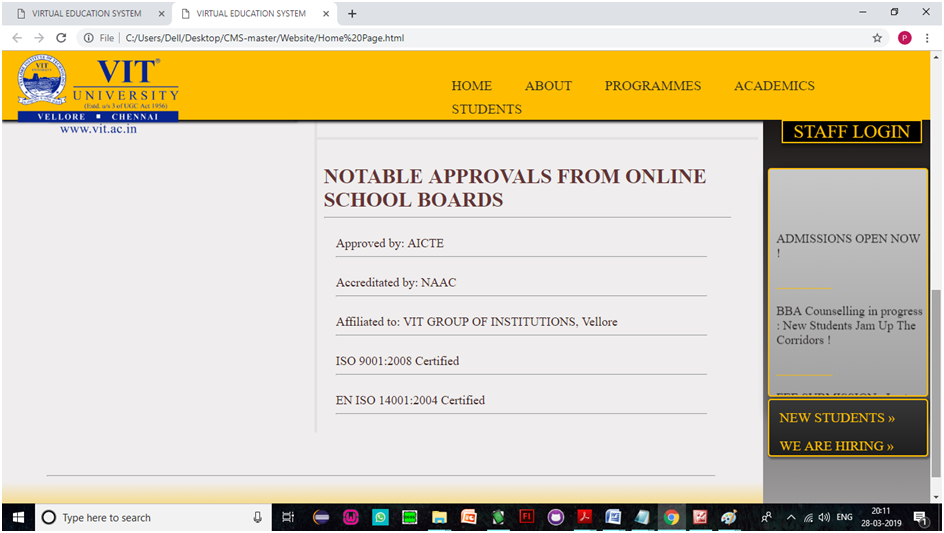 VIRTUAL EDUCATION SYSTEM
VIRTUAL EDUCATION SYSTEM
File
C:/Users/Dell/Desktop/CMS-master/Website/Home%20Page.html
P
VIT
VIT®
UNIVERSITY
(Estd. u/s 3 of UGC Act 1956)
VELLORE ■ CHENNAI
www.vit.ac.in
HOME ABOUT PROGRAMMES ACADEMICS
STUDENTS
STAFF LOGIN
NOTABLE APPROVALS FROM ONLINE
SCHOOL BOARDS
Approved by: AICTE
Accreditated by: NAAC
Affiliated to: VIT GROUP OF INSTITUTIONS, Vellore
ISO 9001:2008 Certified
EN ISO 14001:2004 Certified
ADMISSIONS OPEN NOW
!
BBA Counselling in progress
: New Students Jam Up The
Corridors !
NEW STUDENTS »
WE ARE HIRING »
Type here to search
ENG
20:11
28-03-2019